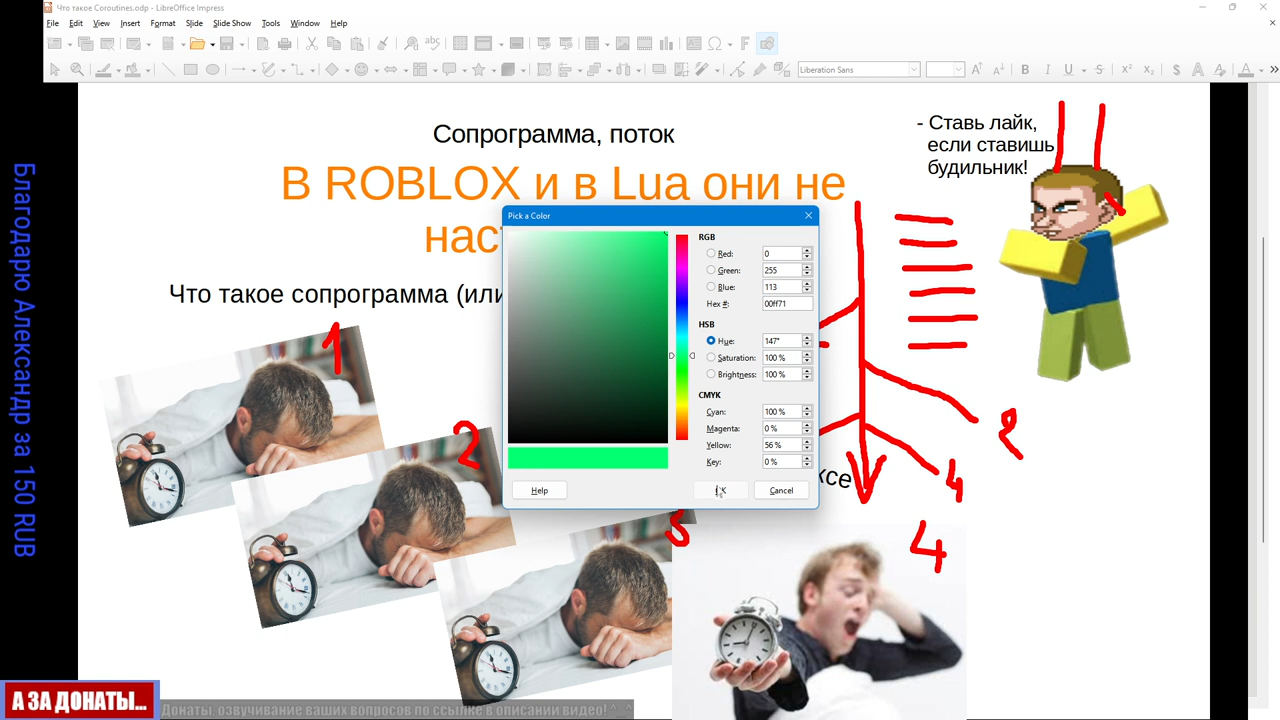 Что такое Coroutines.odp - LibreOffice Impress
File Edit View Insert Format Slide Slide Show Tools Window Help
Liberation Sans
Сопрограмма, поток
В ROBLOX и в Lua они не
нас
Что такое сопрограмма (или
- Ставь лайк,
если ставишь
будильник!
Pick a Color
RGB
Red: 0
Green: 255
Blue: 113
Hex #: 00ff71
HSB
Hue: 147°
Saturation: 100 %
Brightness: 100 %
CMYK
Cyan: 100 %
Magenta: 0 %
Yellow: 56 %
Key: 0 %
Help
Cancel
ксе
1
2
3
4
2
4
Благодарю Александр за 150 RUB
А ЗА ДОНАТЫ...
Донаты, озвучивание ваших вопросов по ссылке в описании видео! ^_^